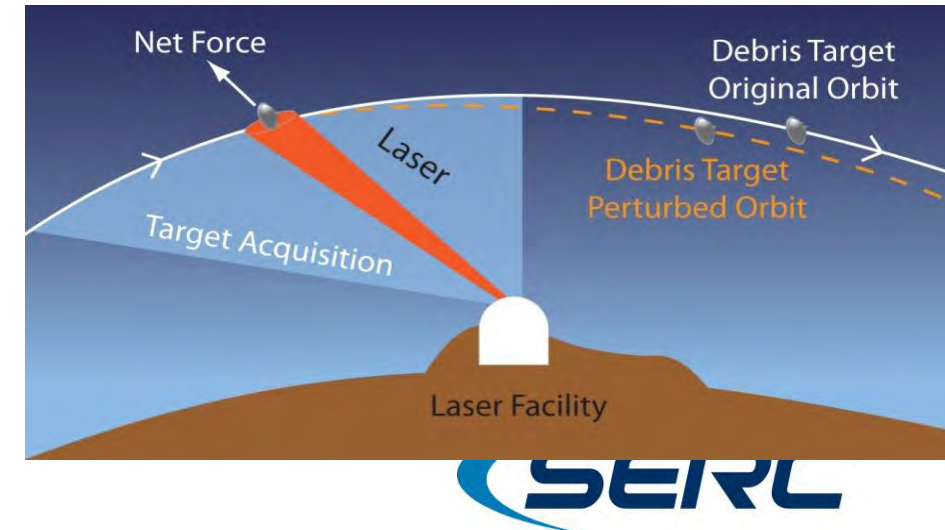 Net Force
Debris Target
Original Orbit
Laser
Debris Target
Perturbed Orbit
Target Acquisition
Laser Facility
SERC